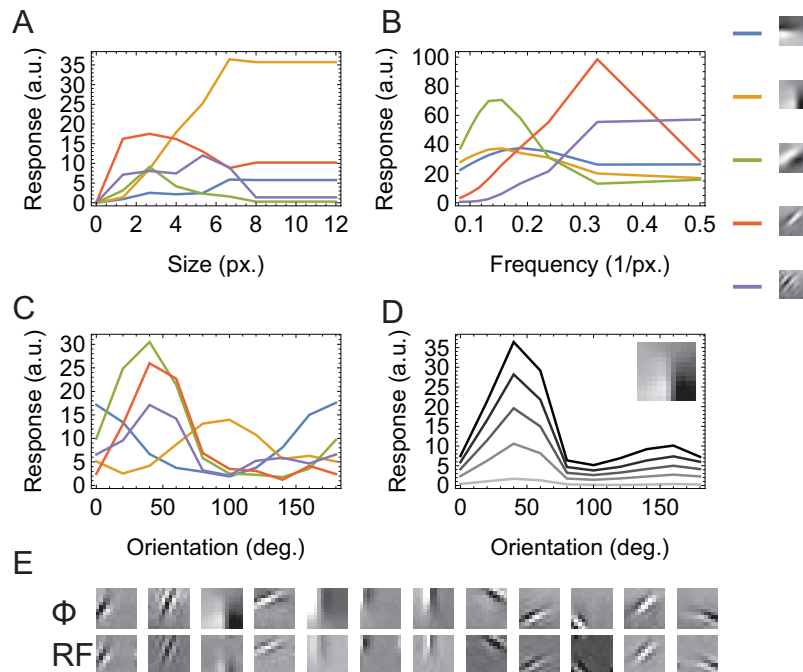 A
B
Response (a.u.)
35
30
25
20
15
10
5
0
0 2 4 6 8 10 12
Size (px.)
Response (a.u.)
100
80
60
40
20
0
0.1 0.2 0.3 0.4 0.5
Frequency (1/px.)
C
D
Response (a.u.)
30
25
20
15
10
5
0
0 50 100 150
Orientation (deg.)
Response (a.u.)
35
30
25
20
15
10
5
0
0 50 100 150
Orientation (deg.)
E
Φ
RF